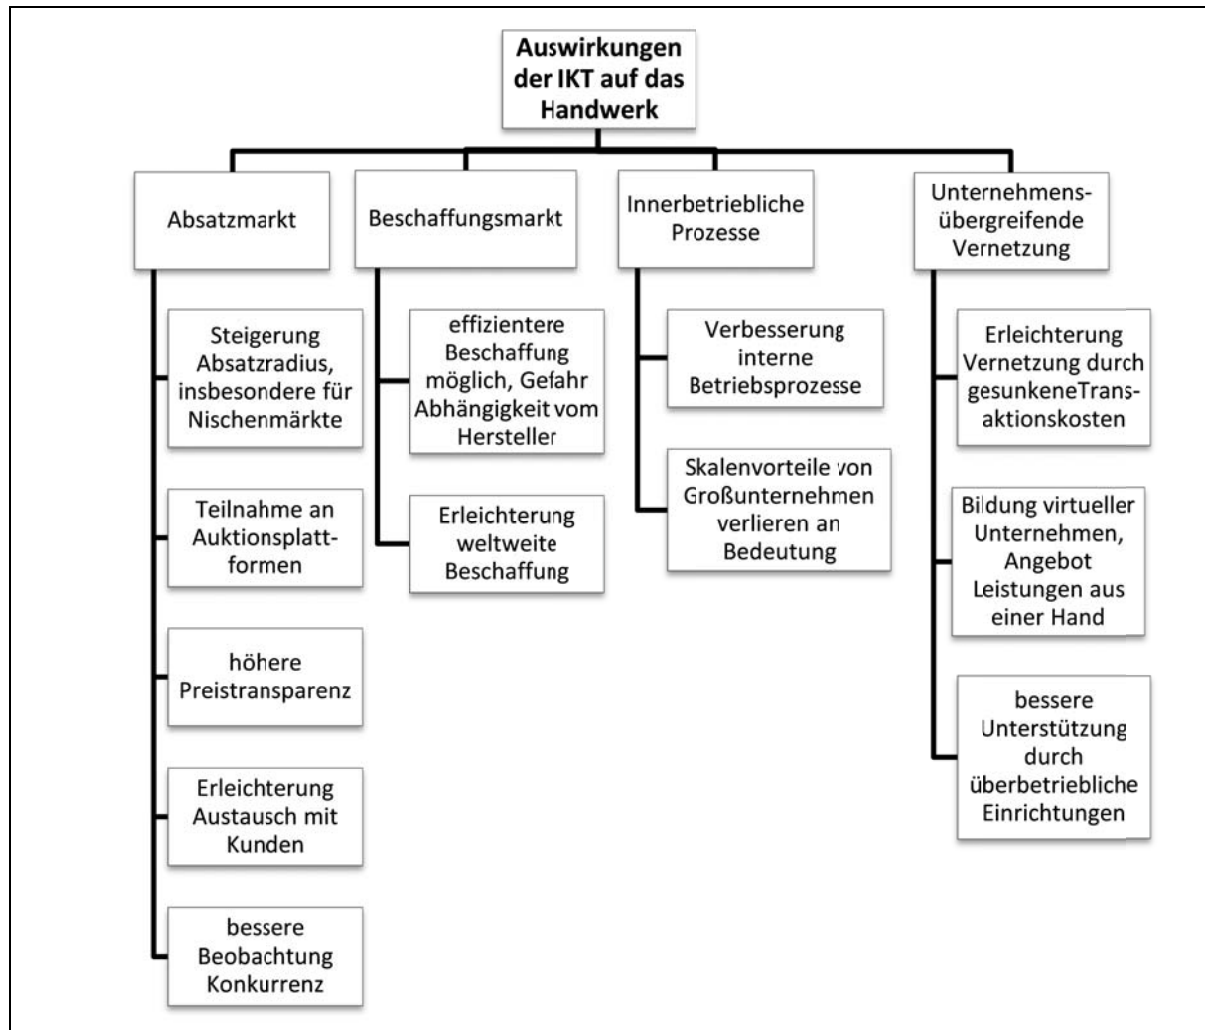 Auswirkungen
der IKT auf das
Handwerk
Absatzmarkt
Steigerung
Absatzradius,
insbesondere für
Nischenmärkte
Teilnahme an
Auktionsplatt-
formen
höhere
Preistransparenz
Erleichterung
Austausch mit
Kunden
bessere
Beobachtung
Konkurrenz
Beschaffungsmarkt
effizientere
Beschaffung
möglich, Gefahr
Abhängigkeit vom
Hersteller
Erleichterung
weltweite
Beschaffung
Innerbetriebliche
Prozesse
Verbesserung
interne
Betriebsprozesse
Skalenvorteile von
Großunternehmen
verlieren an
Bedeutung
Unternehmens-
übergreifende
Vernetzung
Erleichterung
Vernetzung durch
gesunkeneTrans-
aktionskosten
Bildung virtueller
Unternehmen,
Angebot
Leistungen aus
einer Hand
bessere
Unterstützung
durch
überbetriebliche
Einrichtungen